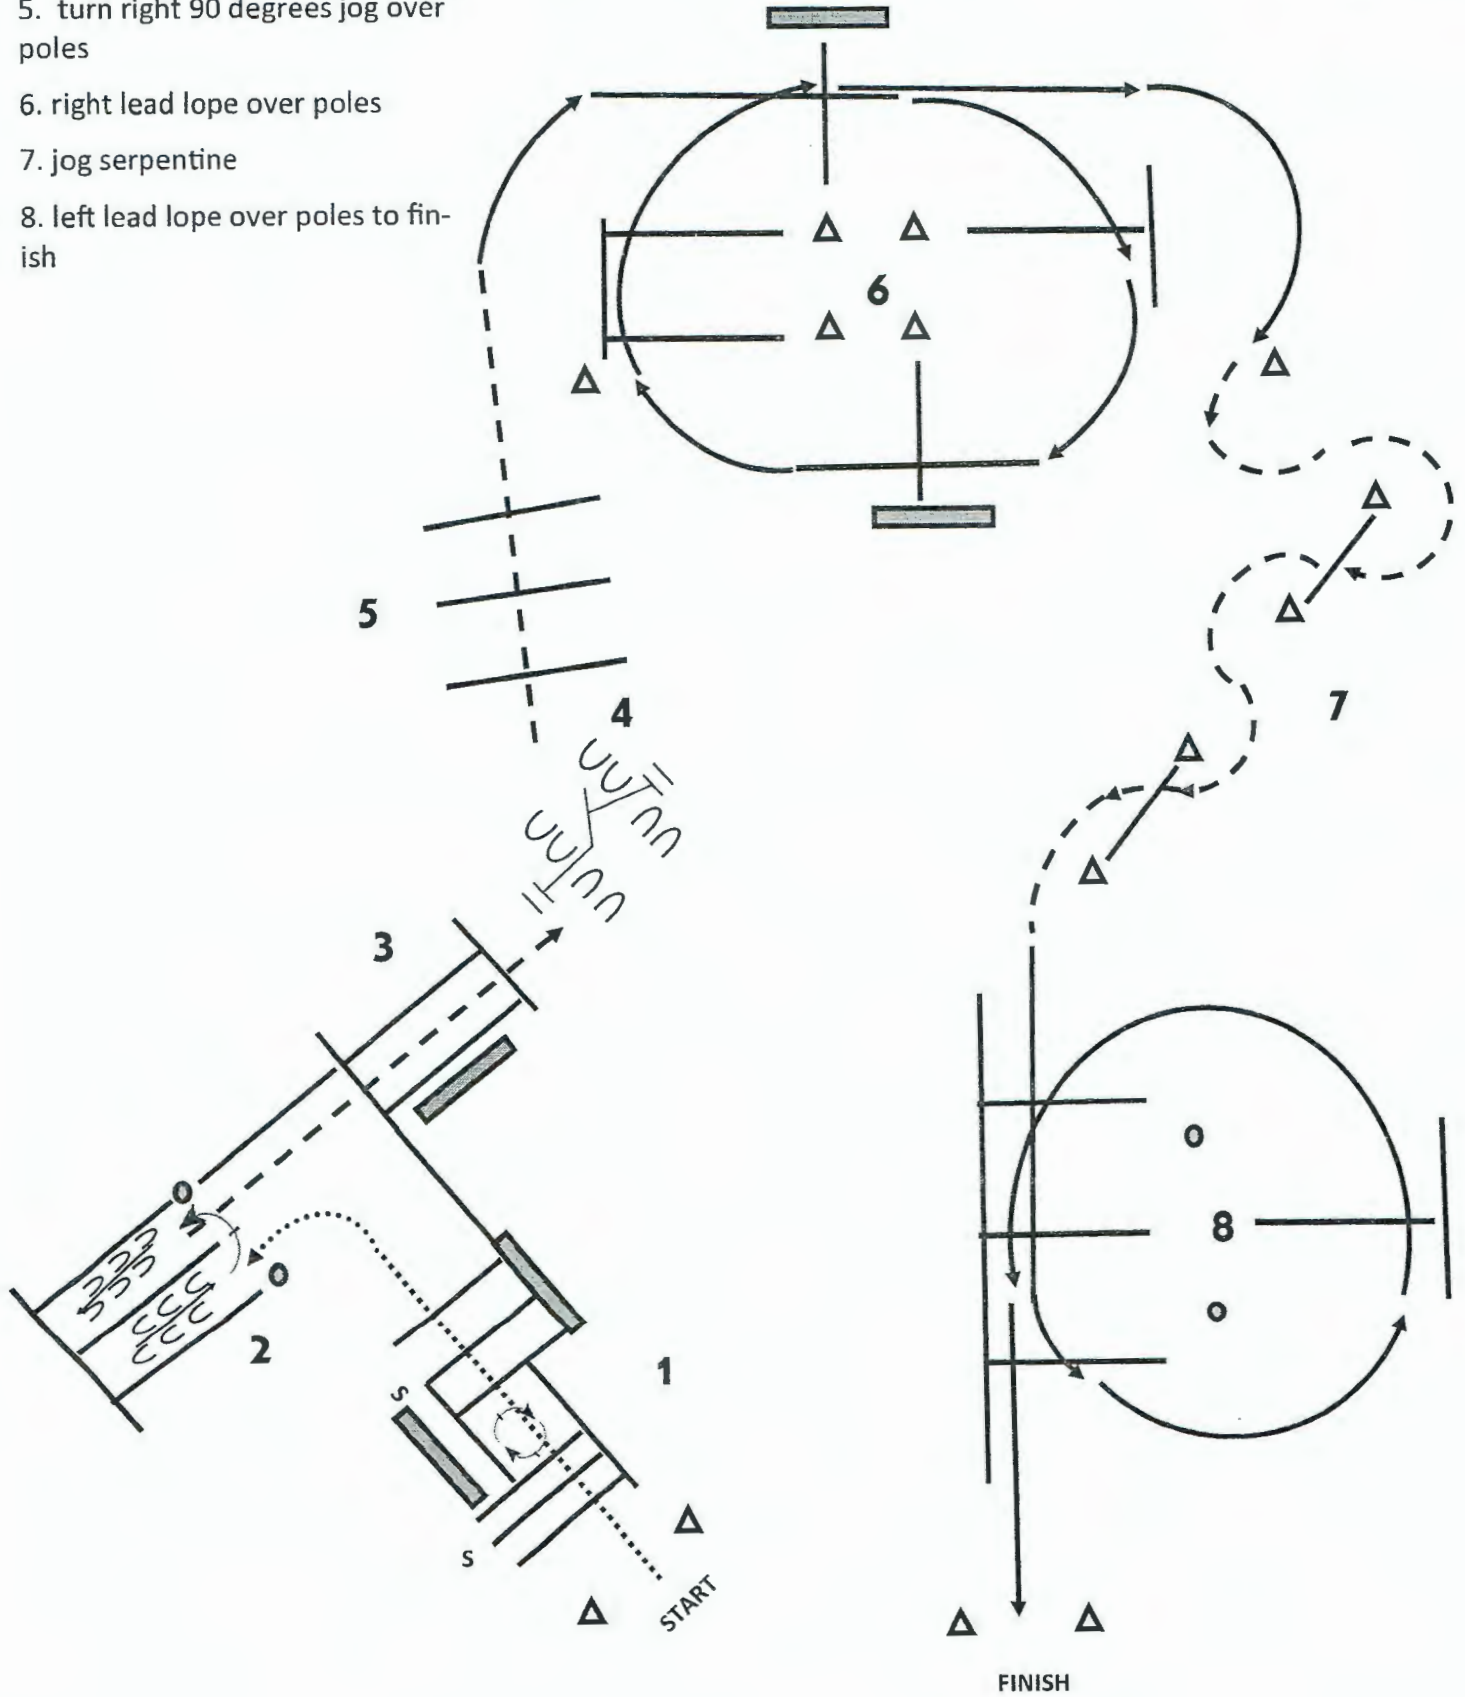 5. turn right 90 degrees jog over
poles
6. right lead lope over poles
7. jog serpentine
8. left lead lope over poles to fin-
ish
6
5
4
7
3
8
2
1
S
S
START
FINISH